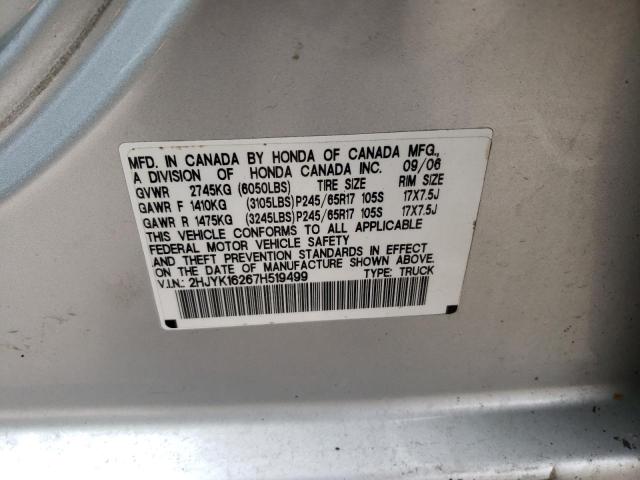 MFD. IN CANADA BY HONDA OF CANADA MFG.,
A DIVISION OF HONDA CANADA INC. 09/06
GVWR 2745KG (6050LBS) TIRE SIZE RIM SIZE
GAWR F 1410KG (3105LBS) P245/65R17 105S 17X7.5J
GAWR R 1475KG (3245LBS) P245/65R17 105S 17X7.5J
THIS VEHICLE CONFORMS TO ALL APPLICABLE
FEDERAL MOTOR VEHICLE SAFETY
AND THEFT PREVENTION STANDARDS IN EFFECT
ON THE DATE OF MANUFACTURE SHOWN ABOVE.
V.I.N.: 2HJYK16267H519499 TYPE: TRUCK